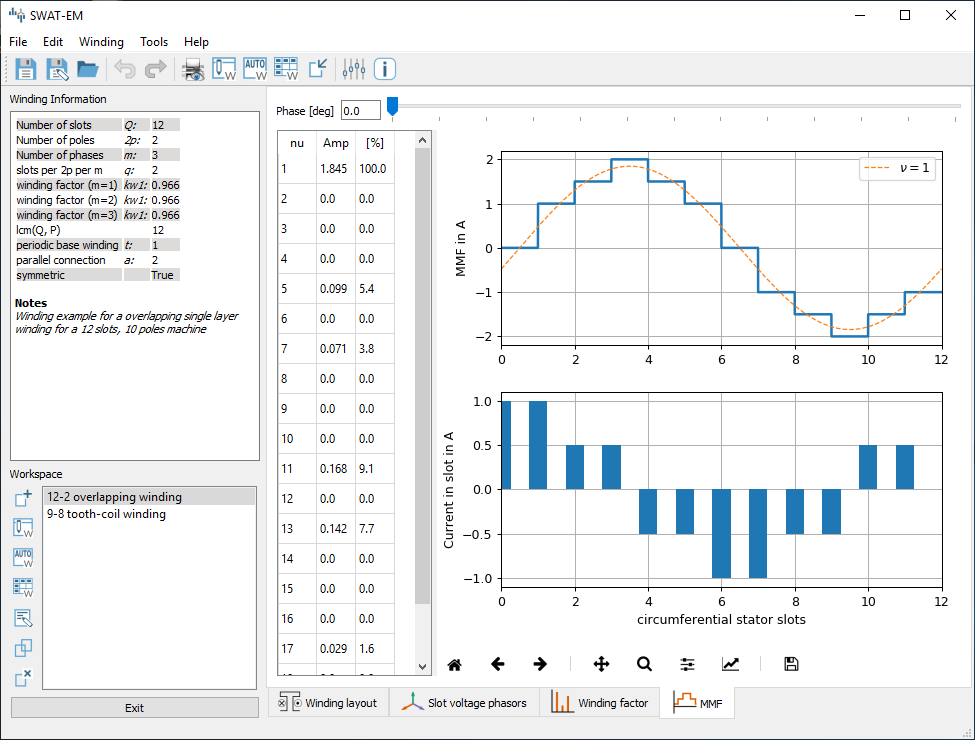 SWAT-EM
File Edit Winding Tools Help
Winding Information
Number of slots Q: 12
Number of poles 2p: 2
Number of phases m: 3
slots per 2p per m q: 2
winding factor (m=1) kw1: 0.966
winding factor (m=2) kw1: 0.966
winding factor (m=3) kw1: 0.966
lcm(Q, P) 12
periodic base winding t: 1
parallel connection a: 2
symmetric True
Notes
Winding example for a overlapping single layer
winding for a 12 slots, 10 poles machine
Workspace
W
AUTO
W
W
12-2 overlapping winding
9-8 tooth-coil winding
Exit
W
AUTO
W
W
i
Phase [deg] 0.0
nu Amp [%]
1 1.845 100.0
2 0.0 0.0
3 0.0 0.0
4 0.0 0.0
5 0.099 5.4
6 0.0 0.0
7 0.071 3.8
8 0.0 0.0
9 0.0 0.0
10 0.0 0.0
11 0.168 9.1
12 0.0 0.0
13 0.142 7.7
14 0.0 0.0
15 0.0 0.0
16 0.0 0.0
17 0.029 1.6
MMF in A
2
1
0
−1
−2
0 2 4 6 8 10 12
ν = 1
Current in slot in A
1.0
0.5
0.0
−0.5
−1.0
0 2 4 6 8 10 12
circumferential stator slots
Winding layout
Slot voltage phasors
Winding factor
MMF